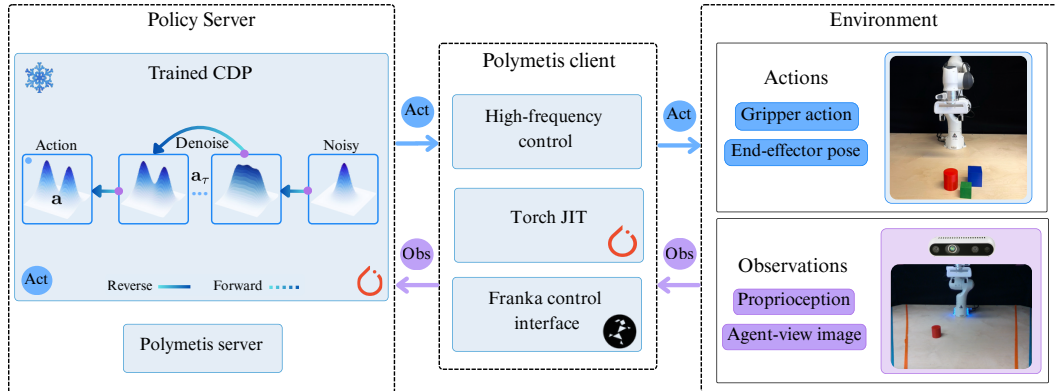 Policy Server
Trained CDP
Action
Denoise
Noisy
a
a_τ
Act
Reverse
Forward
Polymetis server
Act
Obs
Polymetis client
High-frequency
control
Torch JIT
Franka control
interface
Act
Obs
Environment
Actions
Gripper action
End-effector pose
Observations
Proprioception
Agent-view image